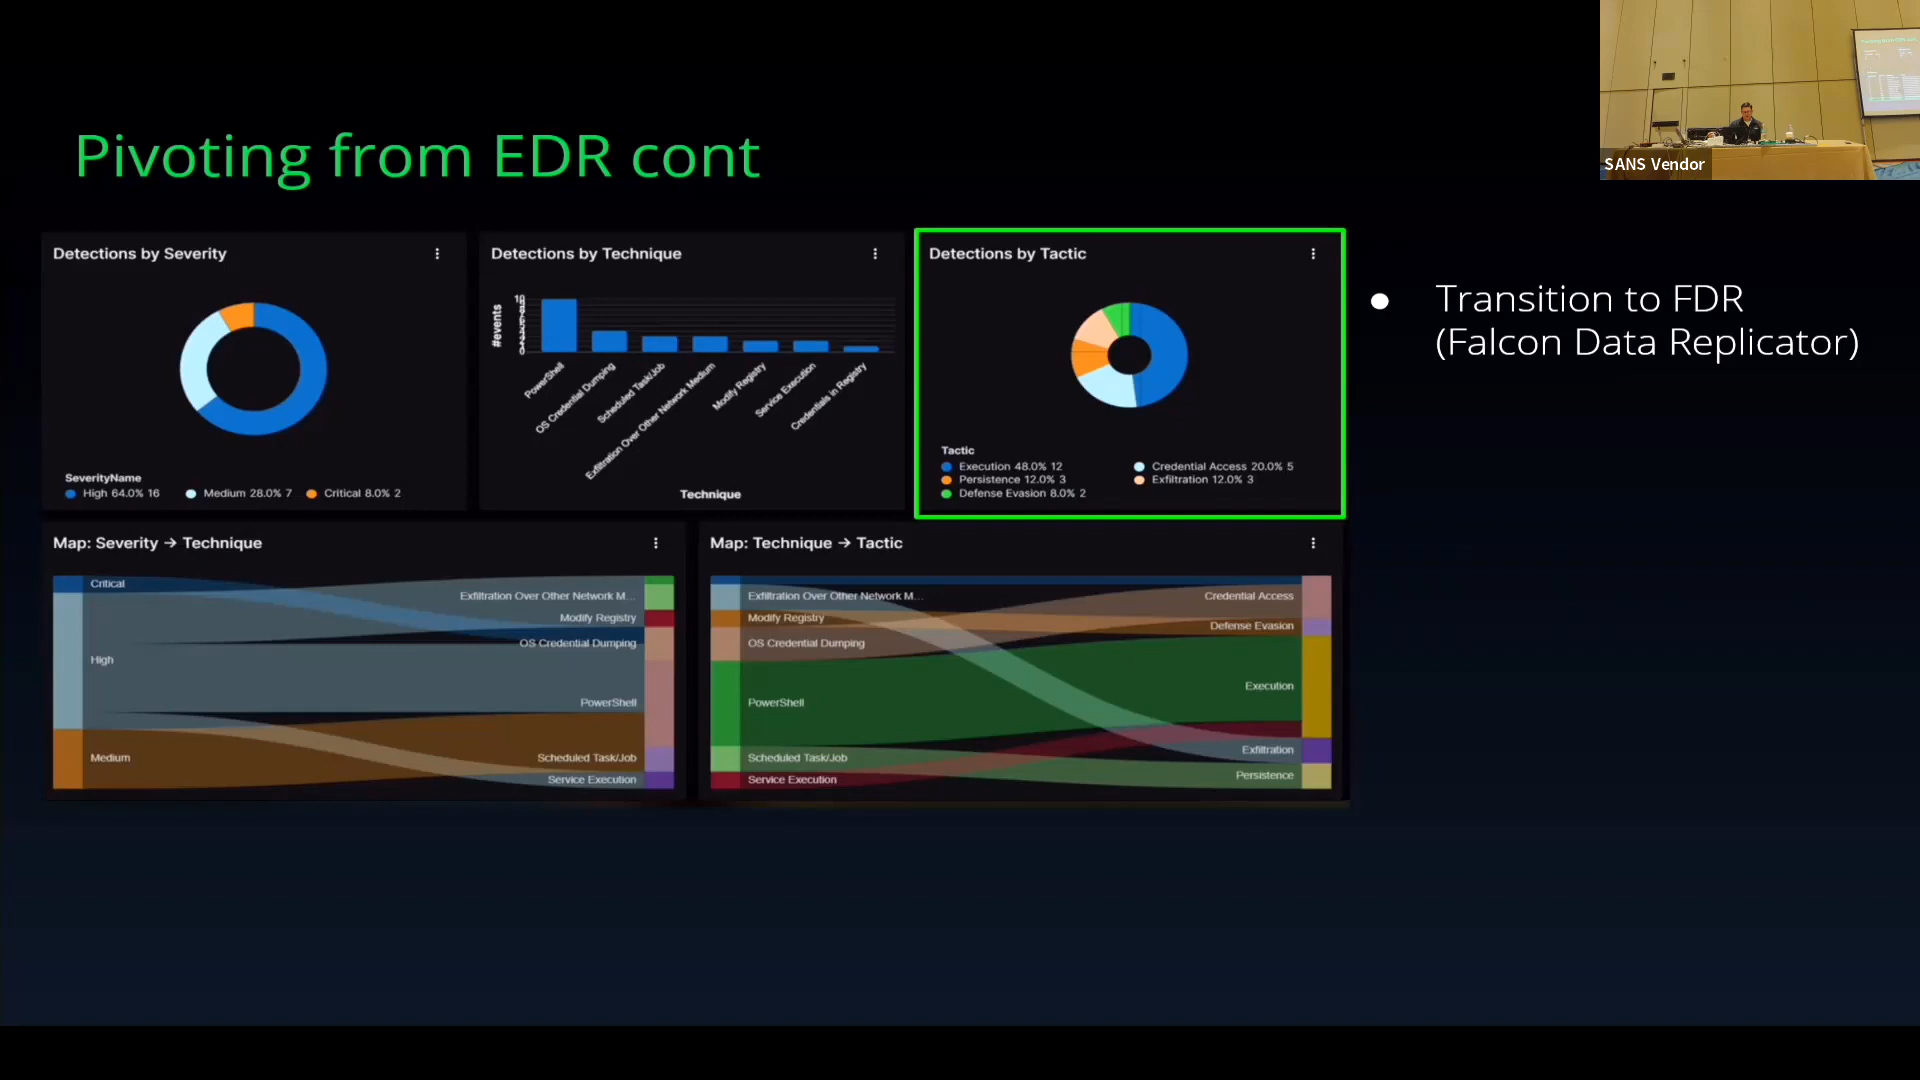 Pivoting from EDR cont
SANS Vendor
Detections by Severity
SeverityName
High 64.0% 16
Medium 28.0% 7
Critical 8.0% 2
Detections by Technique
#events
10
0
PowerShell
OS Credential Dumping
Scheduled Task/Job
Exfiltration Over Other Network Medium
Modify Registry
Service Execution
Credentials in Registry
Technique
Detections by Tactic
Tactic
Execution 48.0% 12
Credential Access 20.0% 5
Persistence 12.0% 3
Exfiltration 12.0% 3
Defense Evasion 8.0% 2
Transition to FDR
(Falcon Data Replicator)
Map: Severity → Technique
Critical
High
Medium
Exfiltration Over Other Network M...
Modify Registry
OS Credential Dumping
PowerShell
Scheduled Task/Job
Service Execution
Map: Technique → Tactic
Exfiltration Over Other Network M...
Modify Registry
OS Credential Dumping
PowerShell
Scheduled Task/Job
Service Execution
Credential Access
Defense Evasion
Execution
Exfiltration
Persistence